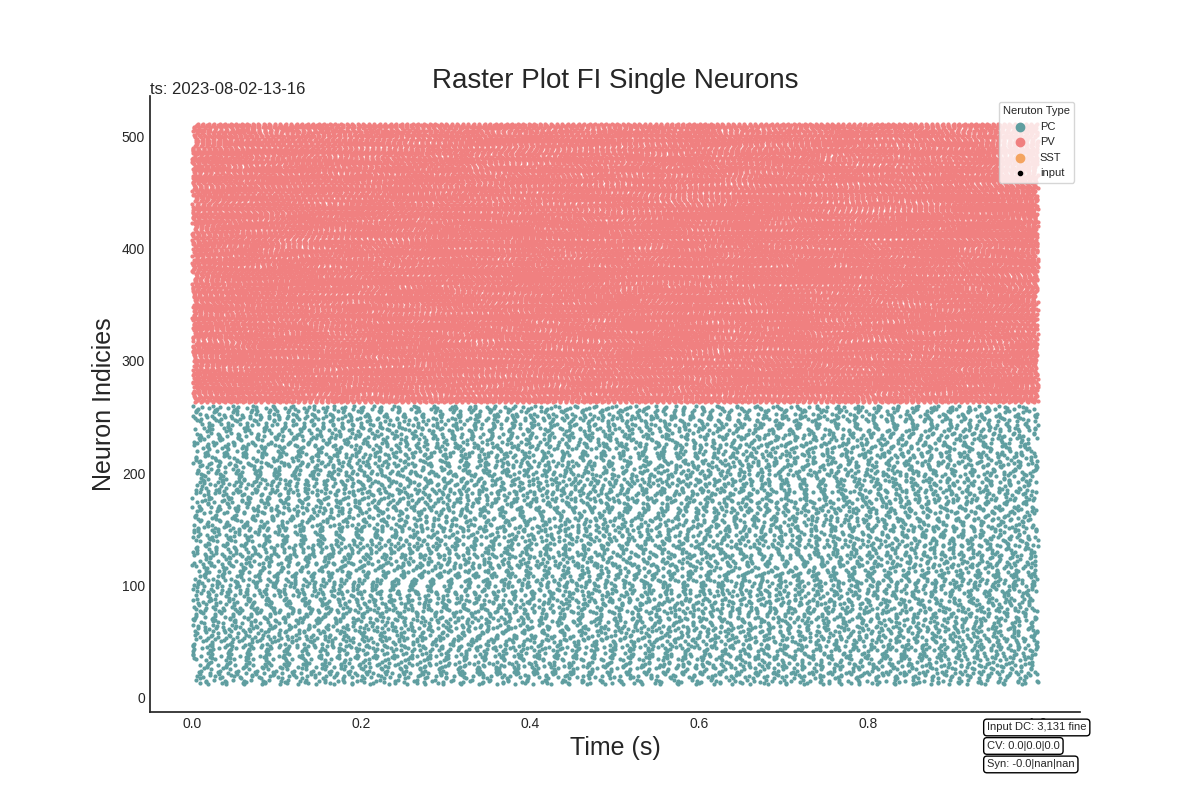 Raster Plot FI Single Neurons
ts: 2023-08-02-13-16
Neruton Type
PC
PV
SST
input
500
400
300
200
100
0
Neuron Indicies
0.0 0.2 0.4 0.6 0.8
Time (s)
Input DC: 3,131 fine
CV: 0.0|0.0|0.0
Syn: -0.0|nan|nan